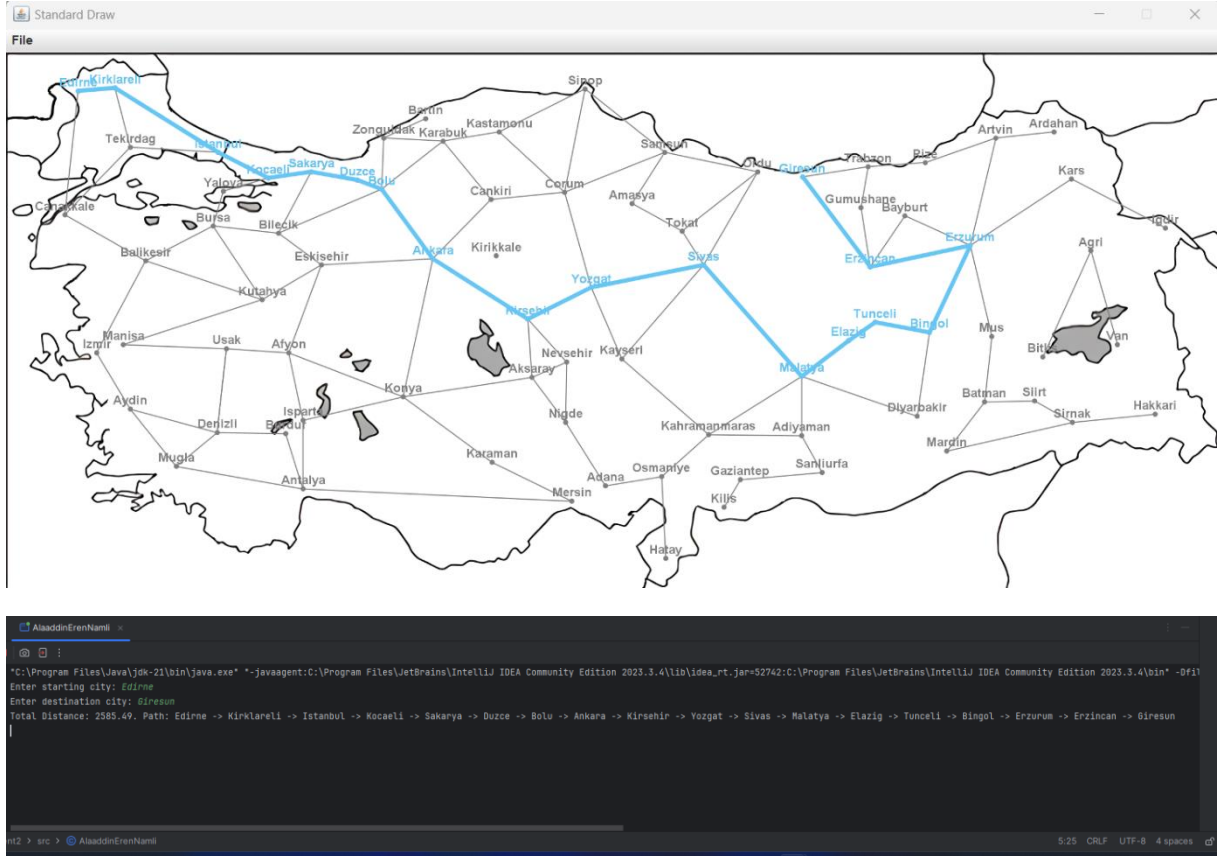 Standard Draw
File
Sinop
Edirne Kirklareli
Bartin
Kastamonu
Zonguldak Karabuk
Ardahan
Artvin
Tekirdag
Istanbul
Samsun
Rize
Trabzon
Ordu
Giresun
Kocaeli Sakarya Duzce
Bolu
Yalova
Cankiri
Corum
Amasya
Kars
Canakkale
Bursa
Bilecik
Tokat
Gumushane
Bayburt
Igdir
Balikesir
Eskisehir
Ankara
Kirikkale
Sivas
Erzincan
Erzurum
Agri
Kutahya
Yozgat
Kirsehir
Tunceli
Elazig
Bingol
Mus
Izmir
Manisa
Usak
Afyon
Nevsehir
Kayseri
Aksaray
Malatya
Van
Aydin
Konya
Batman
Siirt
Denizli
Isparta
Burdur
Nigde
Kahramanmaras
Adiyaman
Diyarbakir
Sirnak
Hakkari
Mugla
Karaman
Mardin
Antalya
Adana
Osmaniye
Gaziantep
Sanliurfa
Mersin
Kilis
Hatay
AlaaddinErenNamli
"C:\Program Files\Java\jdk-21\bin\java.exe" "-javaagent:C:\Program Files\JetBrains\IntelliJ IDEA Community Edition 2023.3.4\lib\idea_rt.jar=52742:C:\Program Files\JetBrains\IntelliJ IDEA Community Edition 2023.3.4\bin" -Dfil
Enter starting city: Edirne
Enter destination city: Giresun
Total Distance: 2585.49. Path: Edirne -> Kirklareli -> Istanbul -> Kocaeli -> Sakarya -> Duzce -> Bolu -> Ankara -> Kirsehir -> Yozgat -> Sivas -> Malatya -> Elazig -> Tunceli -> Bingol -> Erzurum -> Erzincan -> Giresun
nt2 > src > AlaaddinErenNamli
5:25 CRLF UTF-8 4 spaces